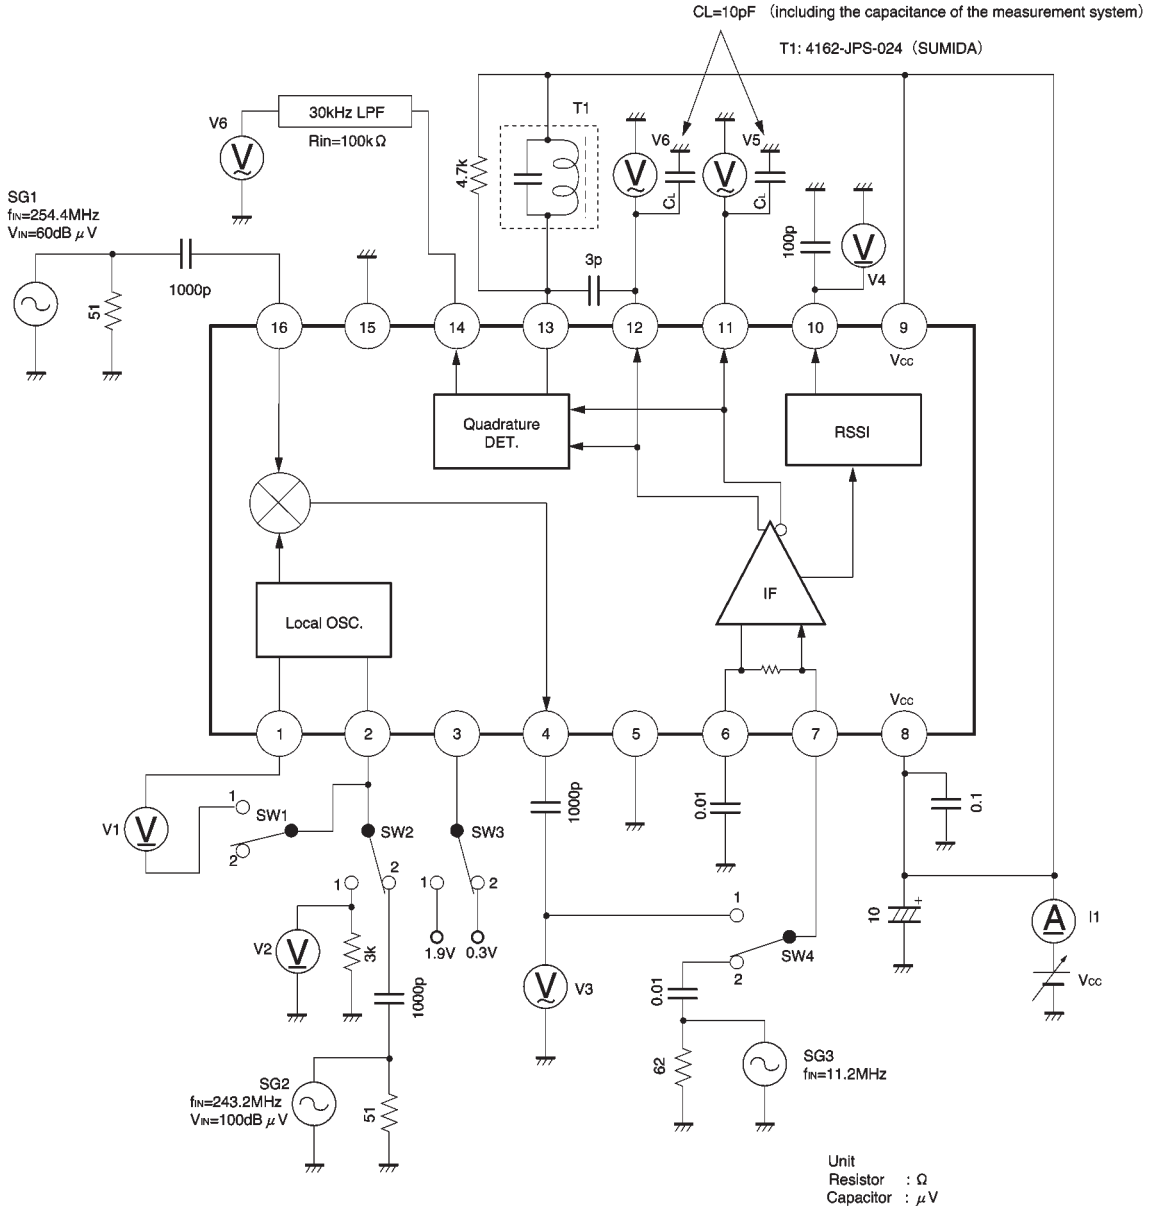 CL=10pF (including the capacitance of the measurement system)
T1: 4162-JPS-024 (SUMIDA)
V6
30kHz LPF
Rin=100kΩ
T1
4.7k
V
V6
V
CL
V5
V
CL
SG1
fIN=254.4MHz
VIN=60dB μV
1000p
51
3p
100p
V
V4
16
15
14
13
12
11
10
9
VCC
Quadrature
DET.
RSSI
IF
Local OSC.
VCC
1
2
3
4
5
6
7
8
V1
V
1
SW1
2
SW2
1
2
SW3
1
2
1.9V
0.3V
V2
V
3k
1000p
1000p
V
V3
0.01
1
SW4
2
0.01
62
SG3
fIN=11.2MHz
0.1
10
+
A
I1
VCC
SG2
fIN=243.2MHz
VIN=100dB μV
51
Unit
Resistor : Ω
Capacitor : μV